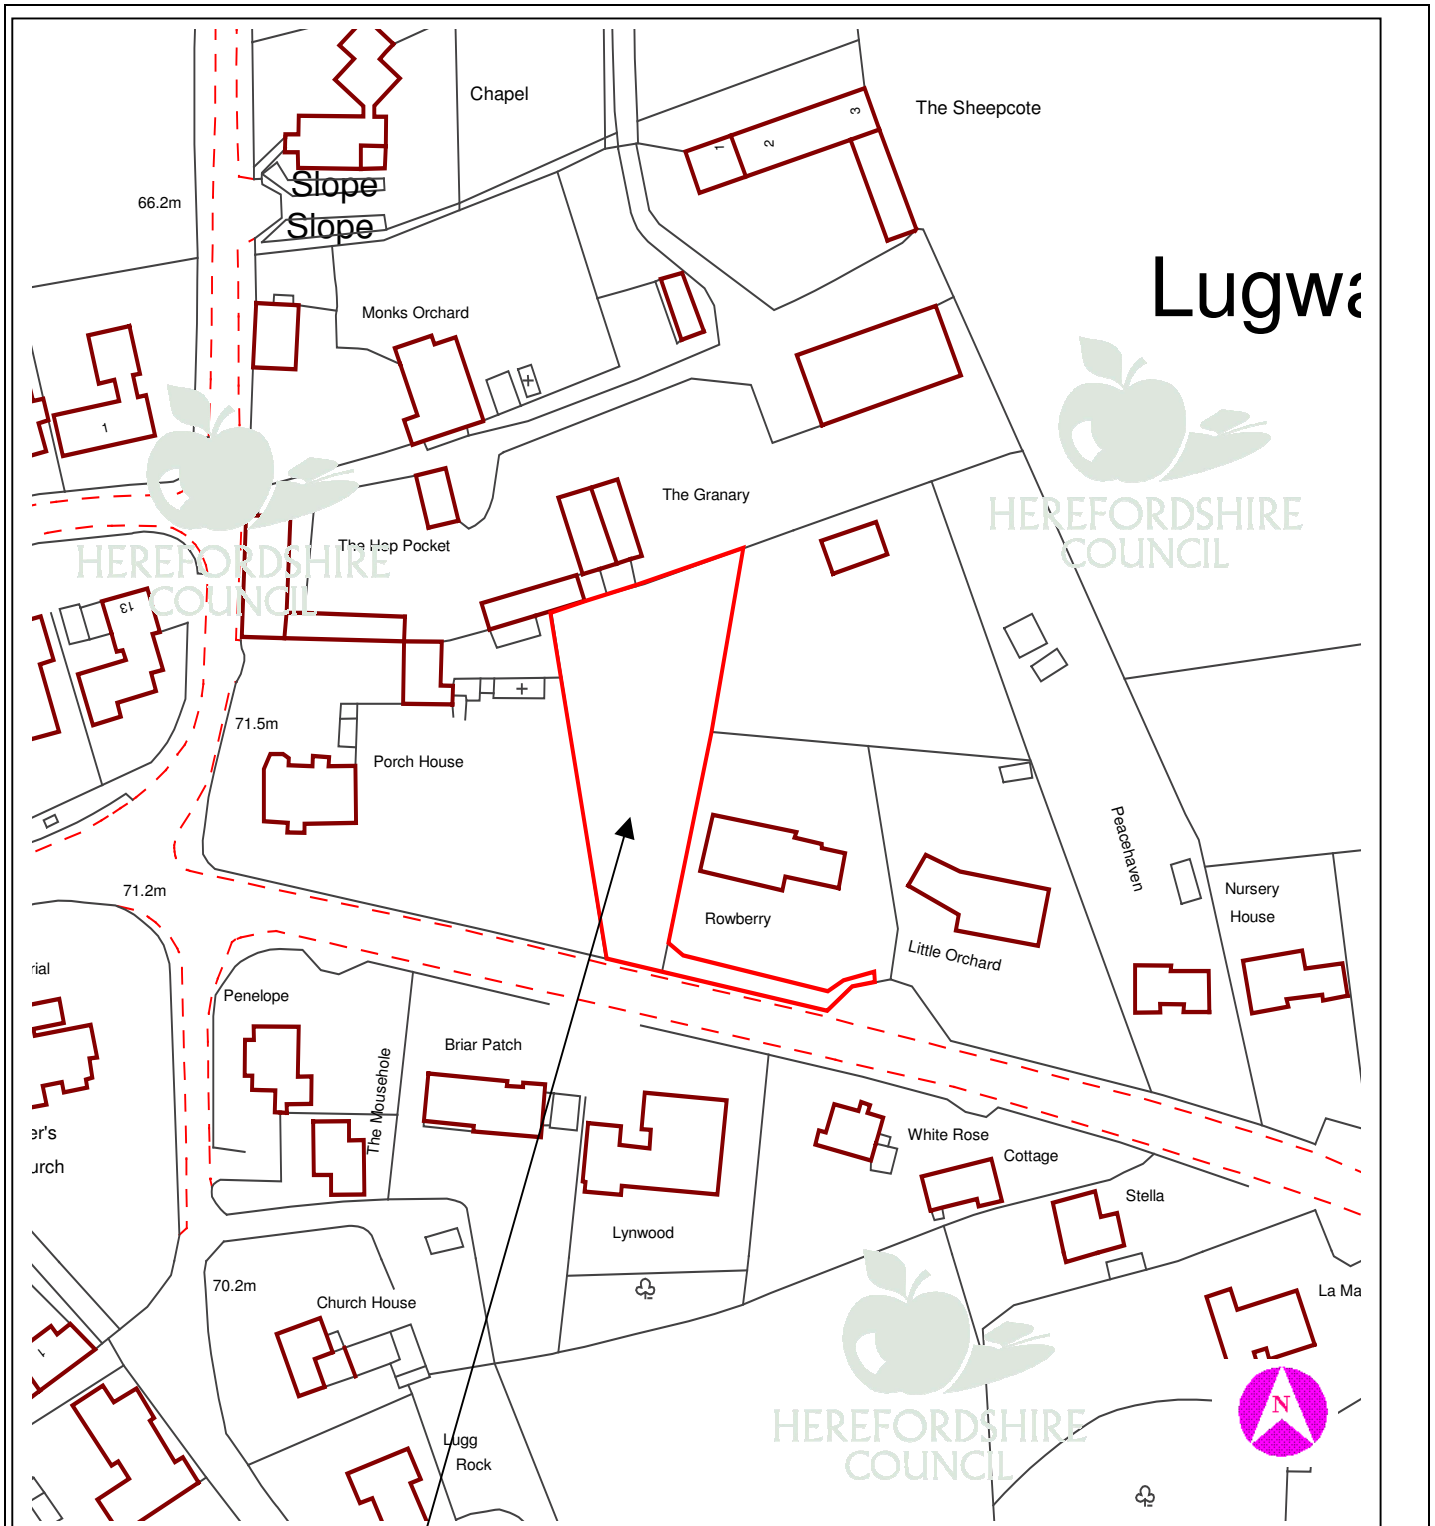 Chapel
The Sheepcote
3
1
2
Slope
66.2m
Slope
Lugwa
Monks Orchard
1
HEREFORDSHIRE
COUNCIL
The Granary
The Hop Pocket
HEREFORDSHIRE
COUNCIL
13
71.5m
Porch House
Peacehaven
71.2m
Nursery
House
Rowberry
Little Orchard
rial
Penelope
Briar Patch
The Mousehole
er's
urch
White Rose
Cottage
Stella
Lynwood
70.2m
Church House
La Ma
1
N
HEREFORDSHIRE
COUNCIL
Lugg
Rock